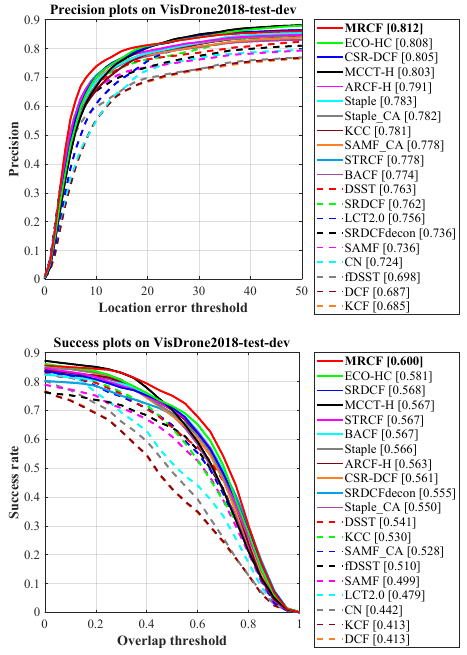 Precision plots on VisDrone2018-test-dev
0.9
0.8
0.7
0.6
0.5
0.4
0.3
0.2
0.1
0
Precision
0
10
20
30
40
50
Location error threshold
MRCF [0.812]
ECO-HC [0.808]
CSR-DCF [0.805]
MCCT-H [0.803]
ARCF-H [0.791]
Staple [0.783]
Staple_CA [0.782]
KCC [0.781]
SAMF_CA [0.778]
STRCF [0.778]
BACF [0.774]
DSST [0.763]
SRDCF [0.762]
LCT2.0 [0.756]
SRDCFdecon [0.736]
SAMF [0.736]
CN [0.724]
fDSST [0.698]
DCF [0.687]
KCF [0.685]
Success plots on VisDrone2018-test-dev
0.9
0.8
0.7
0.6
0.5
0.4
0.3
0.2
0.1
0
Success rate
0
0.2
0.4
0.6
0.8
1
Overlap threshold
MRCF [0.600]
ECO-HC [0.581]
SRDCF [0.568]
MCCT-H [0.567]
STRCF [0.567]
BACF [0.567]
Staple [0.566]
ARCF-H [0.563]
CSR-DCF [0.561]
SRDCFdecon [0.555]
Staple_CA [0.550]
DSST [0.541]
KCC [0.530]
SAMF_CA [0.528]
fDSST [0.510]
SAMF [0.499]
LCT2.0 [0.479]
CN [0.442]
KCF [0.413]
DCF [0.413]